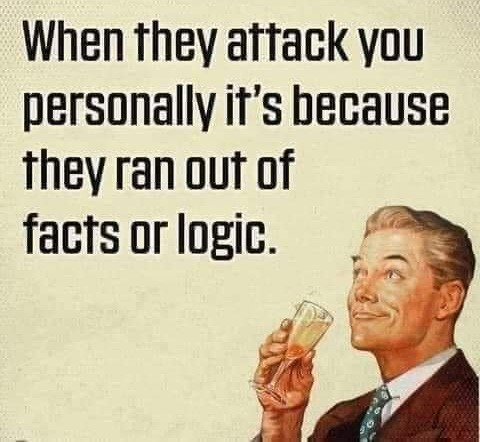 When they attack you
personally it's because
they ran out of
facts or logic.